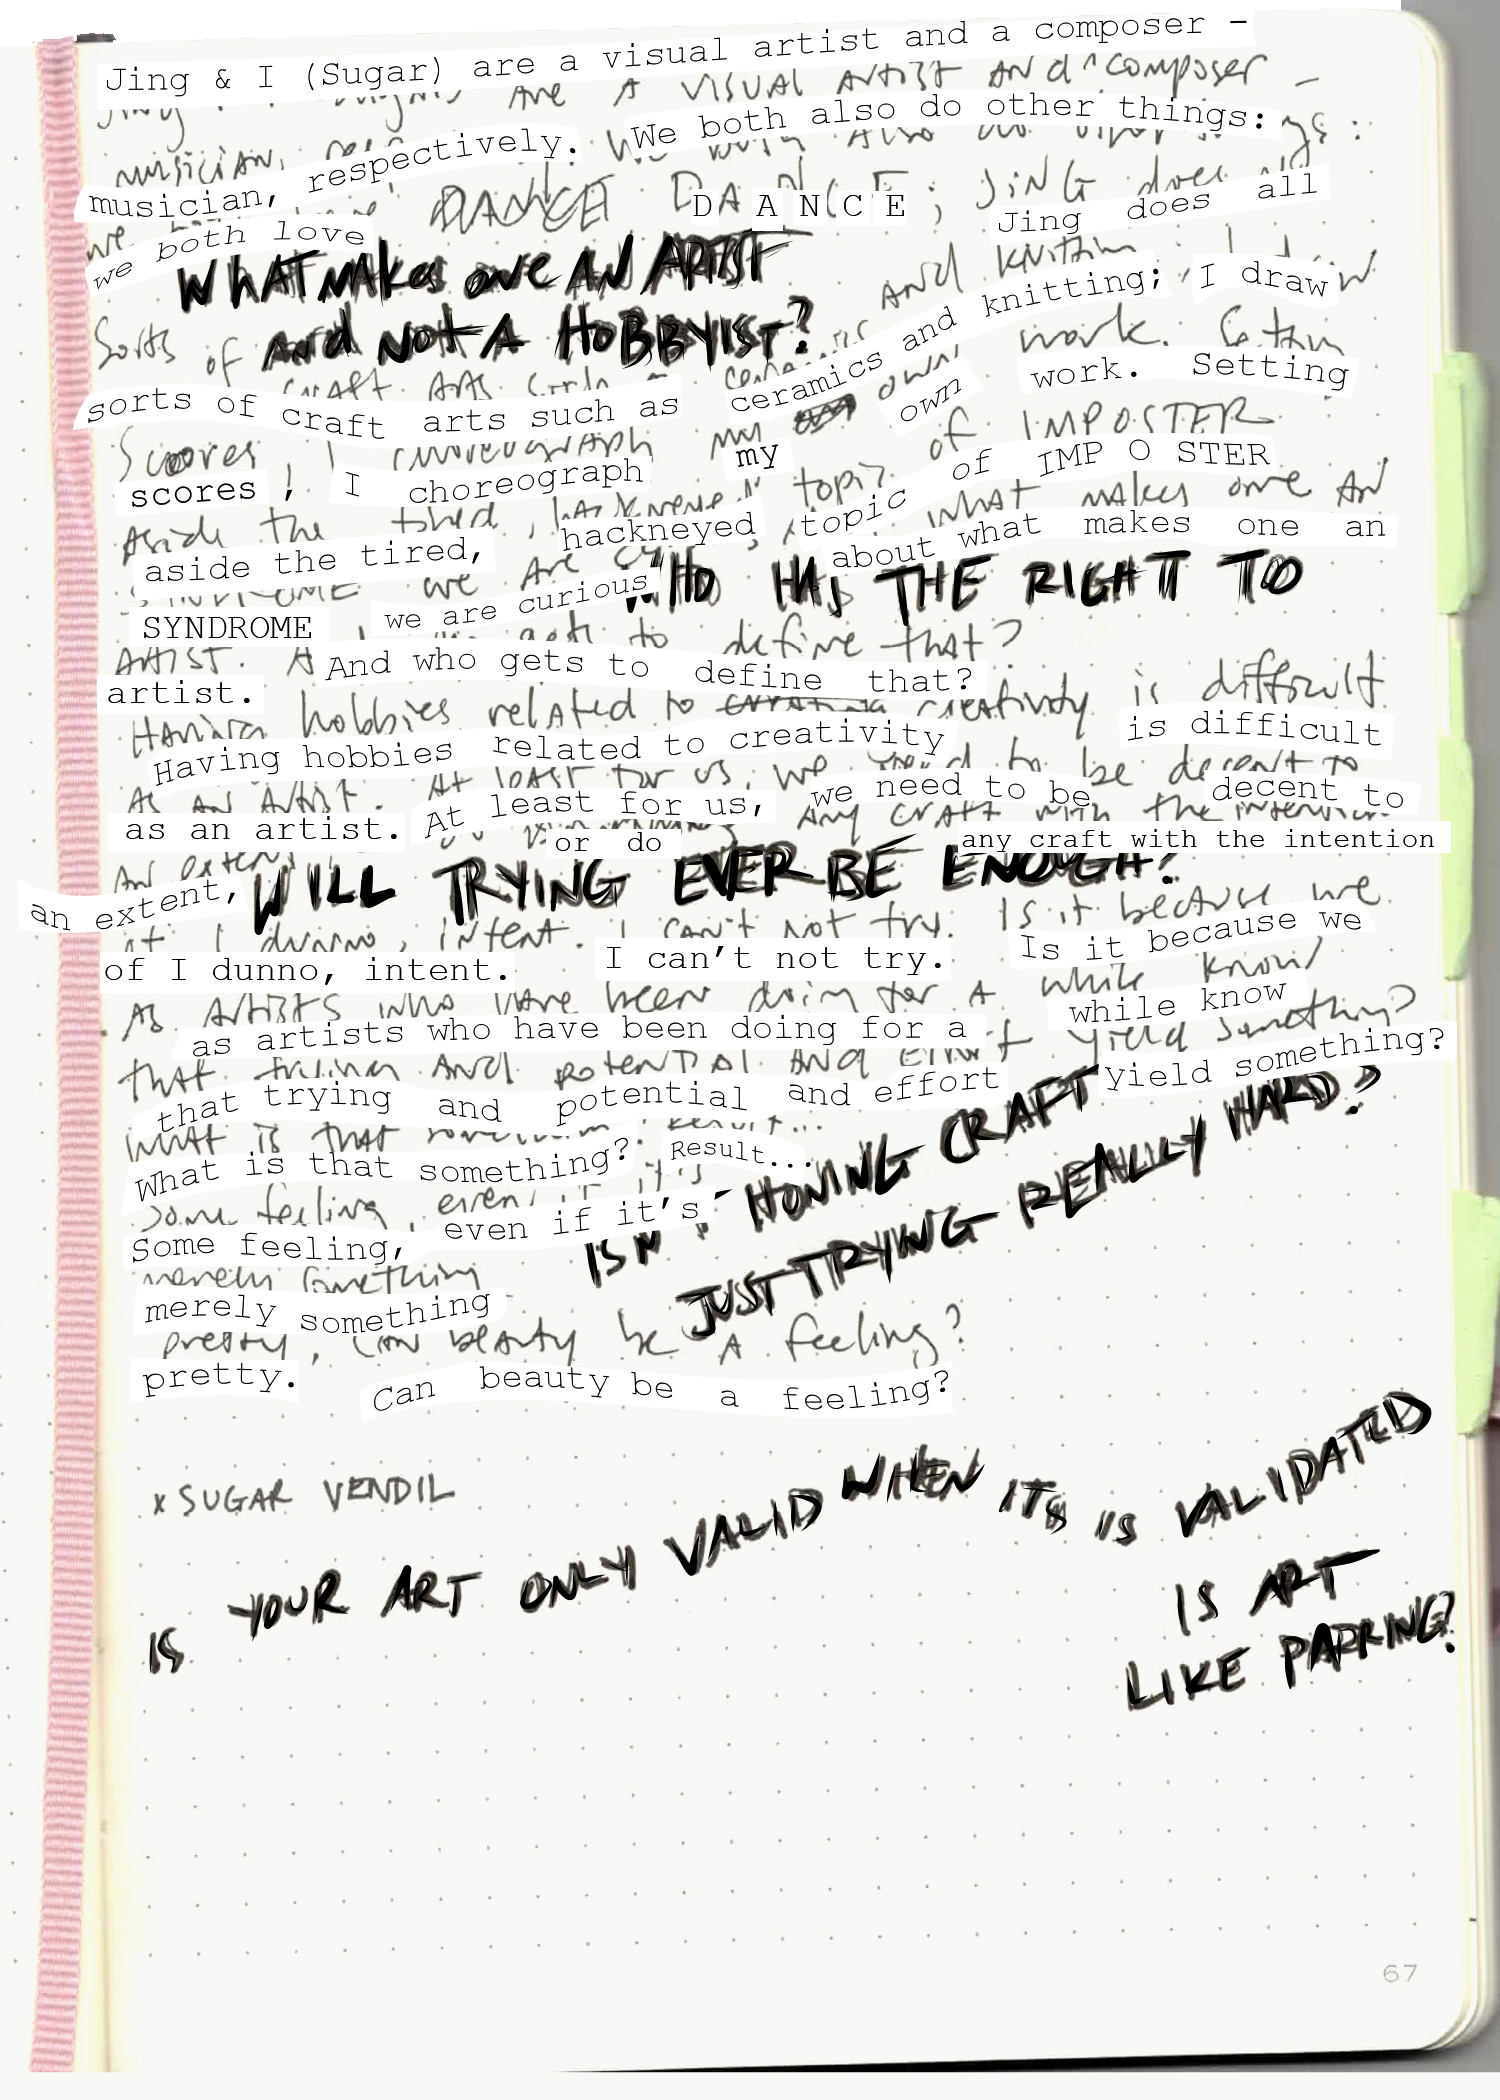 Jing & I (Sugar) are a visual artist and a composer -
musician, respectively. We both also do other things:
we both love DANCE DANCE; Jing does all
WHAT MAKES ONE AN ARTIST
AND NOT A HOBBYIST?
sorts of craft arts such as ceramics and knitting; I draw
scores, I choreograph my own work. Setting
aside the tired, hackneyed, topic of IMP O STER
SYNDROME we are curious about what makes one an
WHO HAS THE RIGHT TO
artist. And who gets to define that?
Having hobbies related to creativity is difficult
as an artist. At least for us, we need to be decent to
an extent, or do any craft with the intention
WILL TRYING EVER BE ENOUGH?
of I dunno, intent. I can't not try. Is it because we
as artists who have been doing for a while know
that trying and potential and effort yield something?
What is that something? Result...
ISN'T HONING CRAFT
JUST TRYING REALLY HARD?
Some feeling, even if it's
merely something
pretty. Can beauty be a feeling?
x SUGAR VENDIL
IS YOUR ART ONLY VALID WHEN ITS IS VALIDATED
IS ART
LIKE PARRING?
67